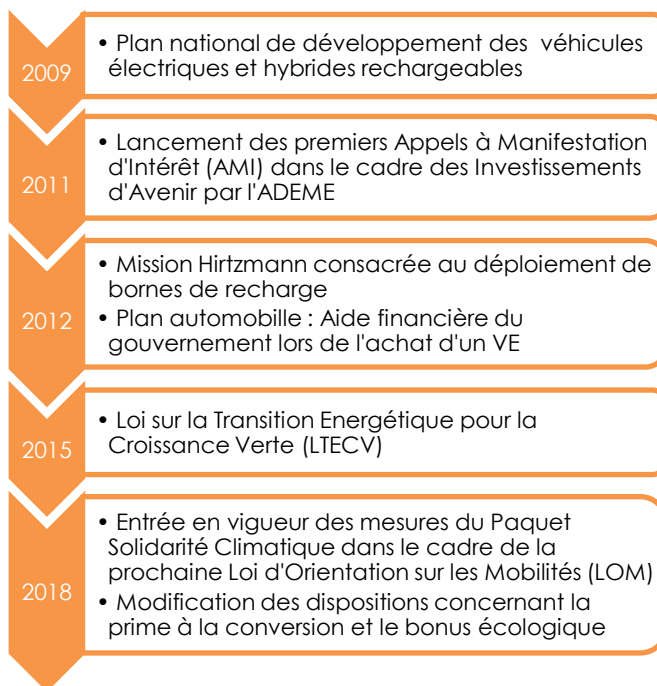 2009
• Plan national de développement des véhicules
électriques et hybrides rechargeables
2011
• Lancement des premiers Appels à Manifestation
d'Intérêt (AMI) dans le cadre des Investissements
d'Avenir par l'ADEME
2012
• Mission Hirtzmann consacrée au déploiement de
bornes de recharge
• Plan automobille : Aide financière du
gouvernement lors de l'achat d'un VE
2015
• Loi sur la Transition Energétique pour la
Croissance Verte (LTECV)
2018
• Entrée en vigueur des mesures du Paquet
Solidarité Climatique dans le cadre de la
prochaine Loi d'Orientation sur les Mobilités (LOM)
• Modification des dispositions concernant la
prime à la conversion et le bonus écologique